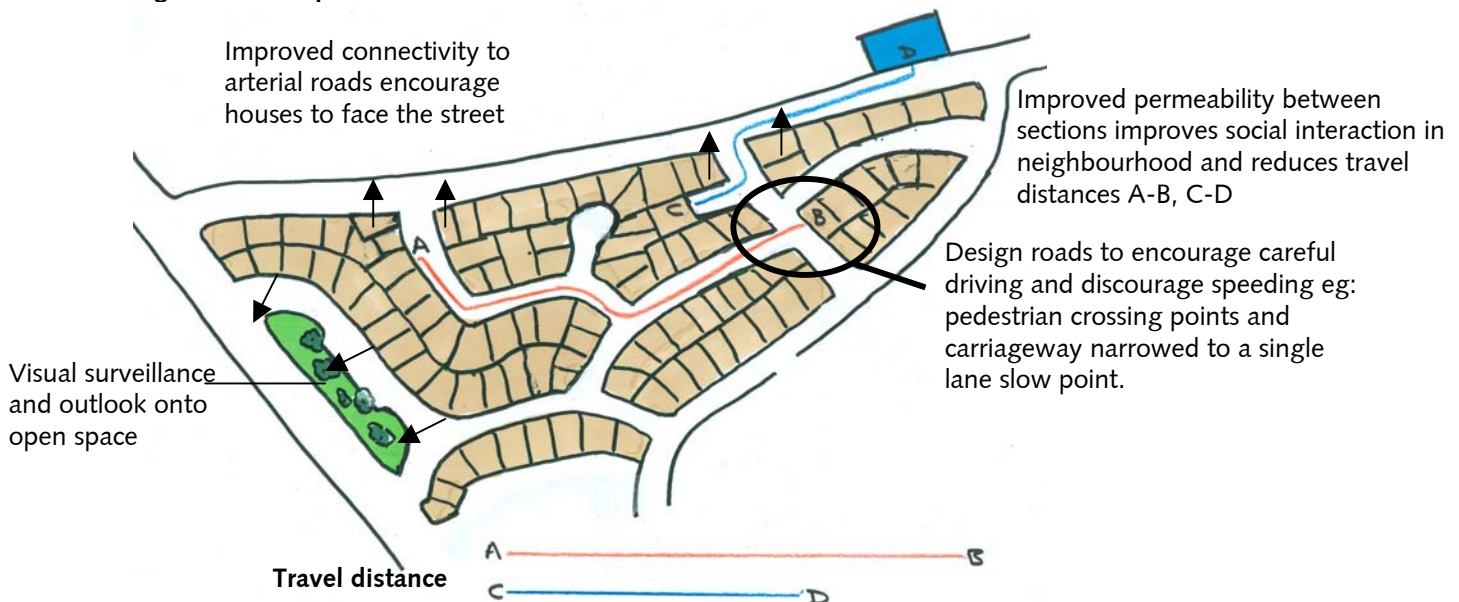 Improved connectivity to
arterial roads encourage
houses to face the street
D
Improved permeability between
sections improves social interaction in
neighbourhood and reduces travel
distances A-B, C-D
C
B
A
Design roads to encourage careful
driving and discourage speeding eg:
pedestrian crossing points and
carriageway narrowed to a single
lane slow point.
Visual surveillance
and outlook onto
open space
A B
Travel distance
C D